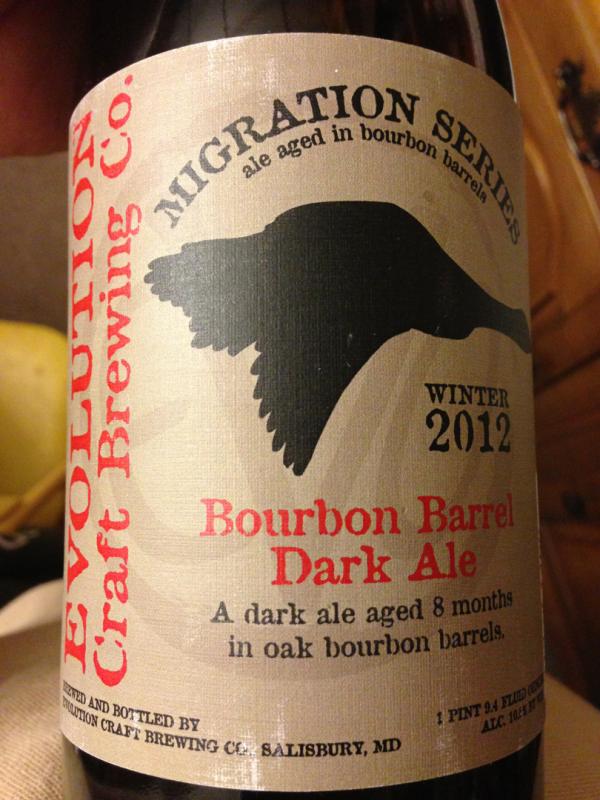 EVOLUTION
Craft Brewing Co.
MIGRATION SERIES
ale aged in bourbon barrels
WINTER
2012
Bourbon Barrel
Dark Ale
A dark ale aged 8 months
in oak bourbon barrels.
BREWED AND BOTTLED BY
EVOLUTION CRAFT BREWING CO. SALISBURY, MD
1 PINT 9.4 FLUID
ALC.